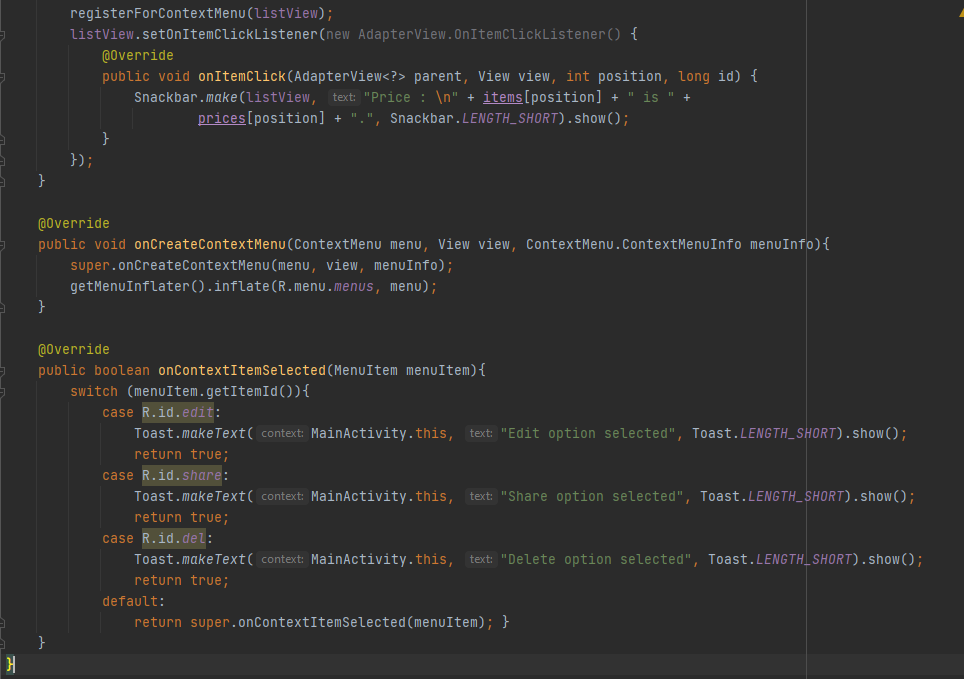 registerForContextMenu(listView);
listView.setOnItemClickListener(new AdapterView.OnItemClickListener() {
@Override
public void onItemClick(AdapterView<?> parent, View view, int position, long id) {
Snackbar.make(listView, text: "Price : \n" + items[position] + " is " +
prices[position] + ".", Snackbar.LENGTH_SHORT).show();
}
});
}
@Override
public void onCreateContextMenu(ContextMenu menu, View view, ContextMenu.ContextMenuInfo menuInfo){
super.onCreateContextMenu(menu, view, menuInfo);
getMenuInflater().inflate(R.menu.menus, menu);
}
@Override
public boolean onContextItemSelected(MenuItem menuItem){
switch (menuItem.getItemId()){
case R.id.edit:
Toast.makeText( context: MainActivity.this, text: "Edit option selected", Toast.LENGTH_SHORT).show();
return true;
case R.id.share:
Toast.makeText( context: MainActivity.this, text: "Share option selected", Toast.LENGTH_SHORT).show();
return true;
case R.id.del:
Toast.makeText( context: MainActivity.this, text: "Delete option selected", Toast.LENGTH_SHORT).show();
return true;
default:
return super.onContextItemSelected(menuItem); }
}
}